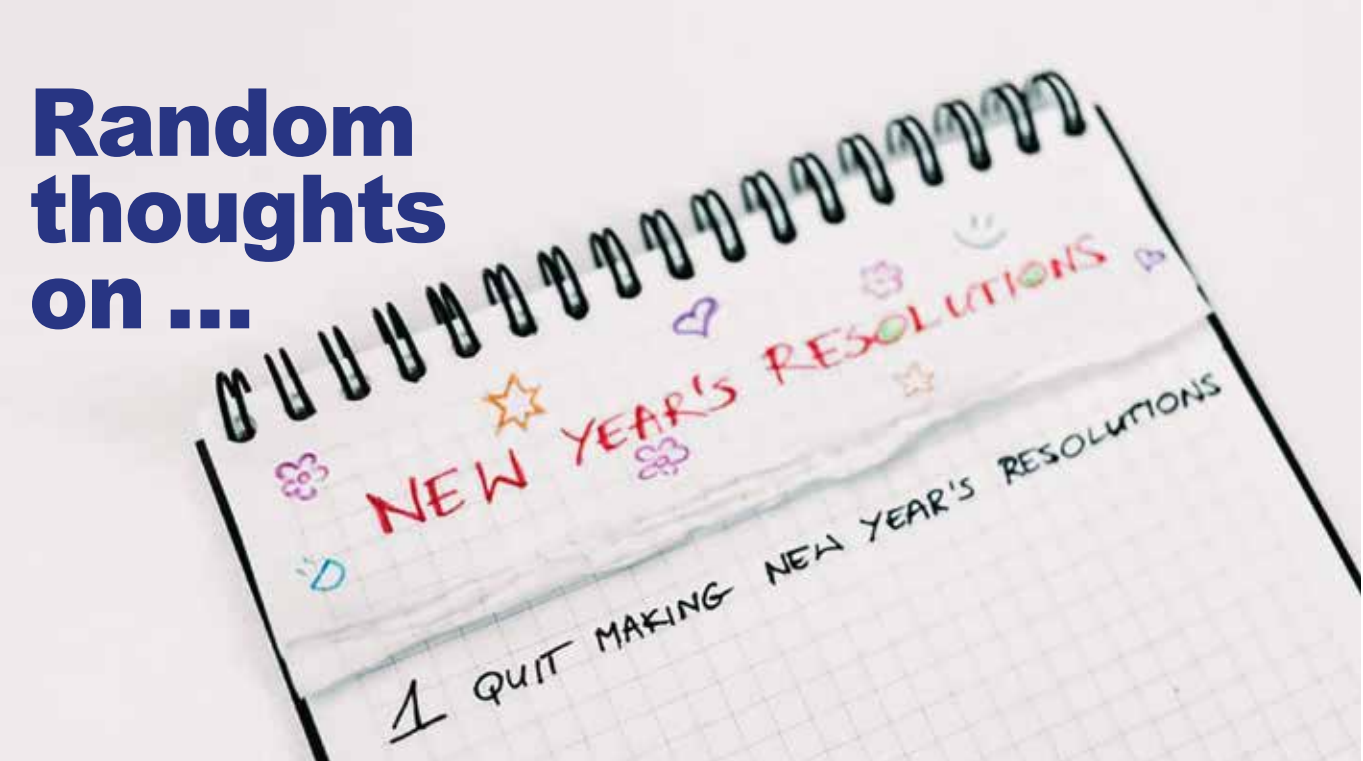 Random
thoughts
on ...
NEW YEAR'S RESOLUTIONS
1 QUIT MAKING NEW YEAR'S RESOLUTIONS